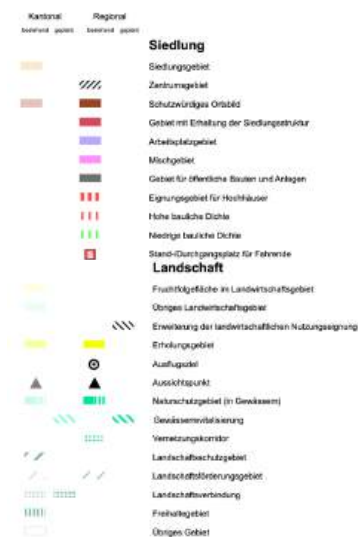 Kantonal Regional
bestehend geplant bestehend geplant
Siedlung
Siedlungsgebiet
Zentrumsgebiet
Schutzwürdiges Ortsbild
Gebiet mit Erhaltung der Siedlungsstruktur
Arbeitsplatzgebiet
Mischgebiet
Gebiet für öffentliche Bauten und Anlagen
Eignungsgebiet für Hochhäuser
Hohe bauliche Dichte
Niedrige bauliche Dichte
Stand-/Durchgangsplatz für Fahrende
Landschaft
Fruchtfolgefläche im Landwirtschaftsgebiet
Übriges Landwirtschaftsgebiet
Erweiterung der landwirtschaftlichen Nutzungseignung
Erholungsgebiet
Ausflugsziel
Aussichtspunkt
Naturschutzgebiet (in Gewässern)
Gewässerrevitalisierung
Vernetzungskorridor
Landschaftsschutzgebiet
Landschaftsförderungsgebiet
Landschaftsverbindung
Freihaltegebiet
Übriges Gebiet